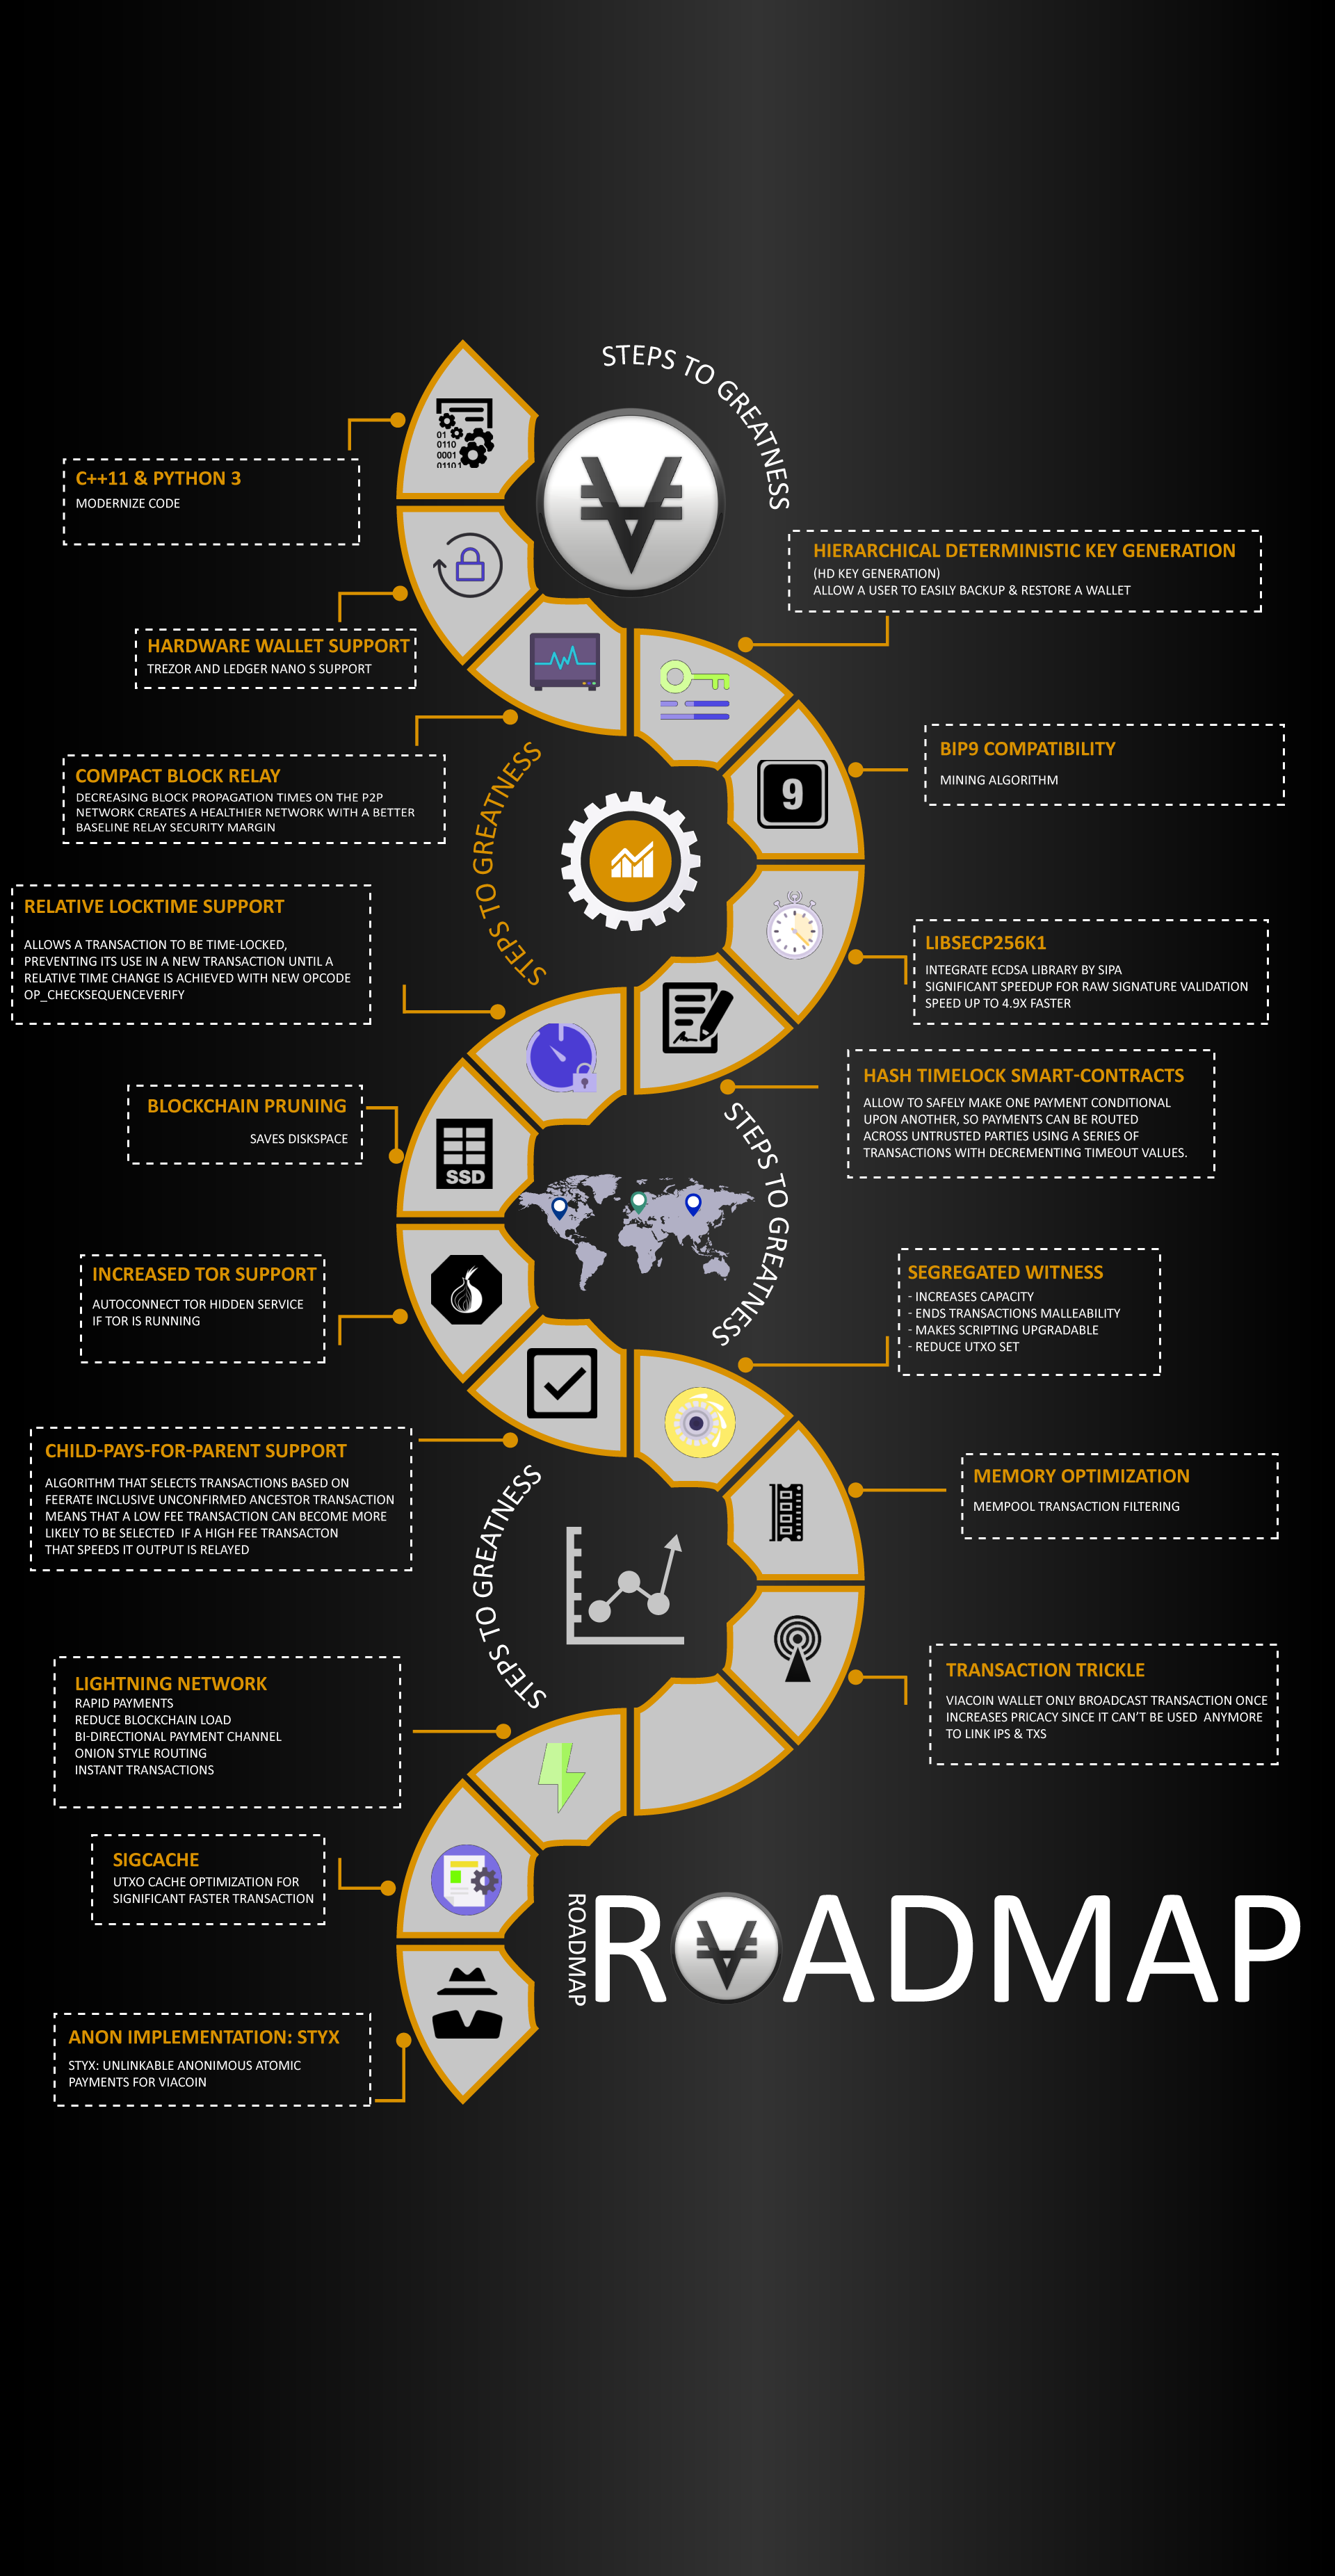 STEPS TO GREATNESS
C++11 & PYTHON 3
MODERNIZE CODE
01
0110
0001
01101
HIERARCHICAL DETERMINISTIC KEY GENERATION
(HD KEY GENERATION)
ALLOW A USER TO EASILY BACKUP & RESTORE A WALLET
HARDWARE WALLET SUPPORT
TREZOR AND LEDGER NANO S SUPPORT
BIP9 COMPATIBILITY
MINING ALGORITHM
9
COMPACT BLOCK RELAY
DECREASING BLOCK PROPAGATION TIMES ON THE P2P
NETWORK CREATES A HEALTHIER NETWORK WITH A BETTER
BASELINE RELAY SECURITY MARGIN
STEPS TO GREATNESS
RELATIVE LOCKTIME SUPPORT
ALLOWS A TRANSACTION TO BE TIME-LOCKED,
PREVENTING ITS USE IN A NEW TRANSACTION UNTIL A
RELATIVE TIME CHANGE IS ACHIEVED WITH NEW OPCODE
OP_CHECKSEQUENCEVERIFY
LIBSECP256K1
INTEGRATE ECDSA LIBRARY BY SIPA
SIGNIFICANT SPEEDUP FOR RAW SIGNATURE VALIDATION
SPEED UP TO 4.9X FASTER
HASH TIMELOCK SMART-CONTRACTS
ALLOW TO SAFELY MAKE ONE PAYMENT CONDITIONAL
UPON ANOTHER, SO PAYMENTS CAN BE ROUTED
ACROSS UNTRUSTED PARTIES USING A SERIES OF
TRANSACTIONS WITH DECREMENTING TIMEOUT VALUES.
BLOCKCHAIN PRUNING
SAVES DISKSPACE
SSD
STEPS TO GREATNESS
INCREASED TOR SUPPORT
AUTOCONNECT TOR HIDDEN SERVICE
IF TOR IS RUNNING
SEGREGATED WITNESS
- INCREASES CAPACITY
- ENDS TRANSACTIONS MALLEABILITY
- MAKES SCRIPTING UPGRADABLE
- REDUCE UTXO SET
CHILD-PAYS-FOR-PARENT SUPPORT
ALGORITHM THAT SELECTS TRANSACTIONS BASED ON
FEERATE INCLUSIVE UNCONFIRMED ANCESTOR TRANSACTION
MEANS THAT A LOW FEE TRANSACTION CAN BECOME MORE
LIKELY TO BE SELECTED IF A HIGH FEE TRANSACTON
THAT SPEEDS IT OUTPUT IS RELAYED
MEMORY OPTIMIZATION
MEMPOOL TRANSACTION FILTERING
STEPS TO GREATNESS
LIGHTNING NETWORK
RAPID PAYMENTS
REDUCE BLOCKCHAIN LOAD
BI-DIRECTIONAL PAYMENT CHANNEL
ONION STYLE ROUTING
INSTANT TRANSACTIONS
TRANSACTION TRICKLE
VIACOIN WALLET ONLY BROADCAST TRANSACTION ONCE
INCREASES PRICACY SINCE IT CAN'T BE USED ANYMORE
TO LINK IPS & TXS
SIGCACHE
UTXO CACHE OPTIMIZATION FOR
SIGNIFICANT FASTER TRANSACTION
ROADMAP
ROADMAP
ANON IMPLEMENTATION: STYX
STYX: UNLINKABLE ANONIMOUS ATOMIC
PAYMENTS FOR VIACOIN